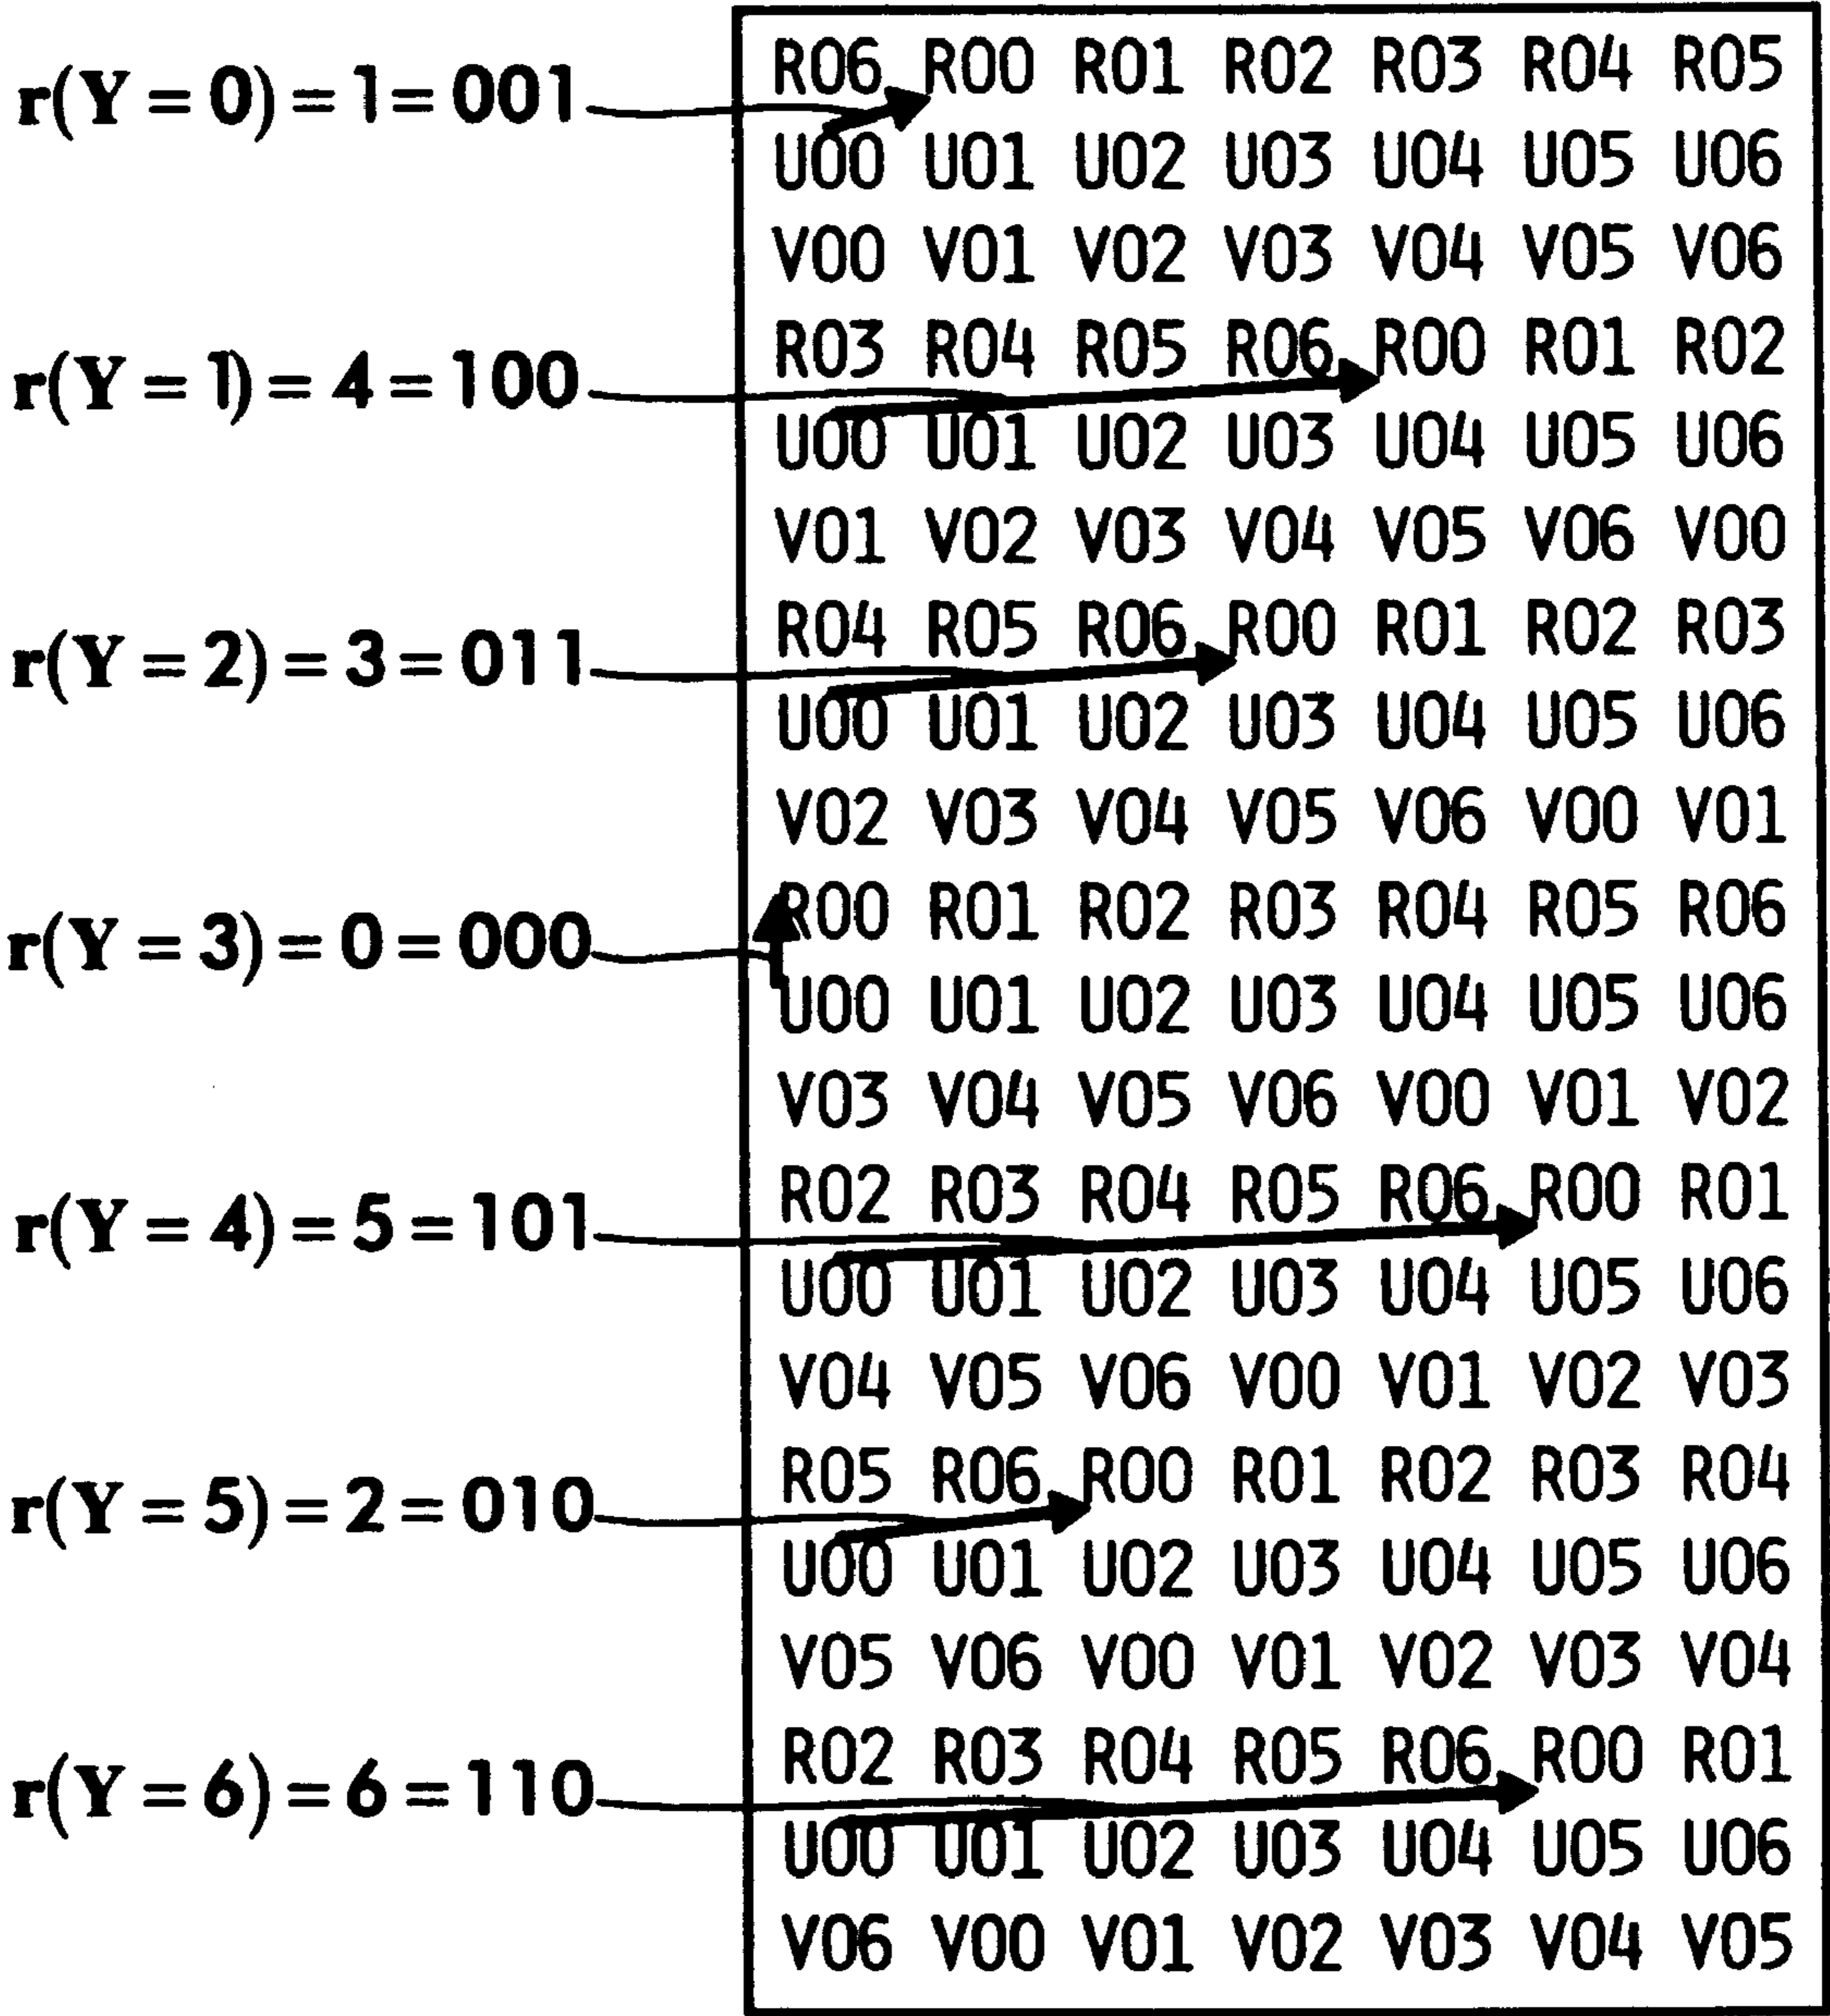 R06 R00 R01 R02 R03 R04 R05
r(Y = 0) = 1 = 001
U00 U01 U02 U03 U04 U05 U06
V00 V01 V02 V03 V04 V05 V06
R03 R04 R05 R06 R00 R01 R02
r(Y = 1) = 4 = 100
U00 U01 U02 U03 U04 U05 U06
V01 V02 V03 V04 V05 V06 V00
R04 R05 R06 R00 R01 R02 R03
r(Y = 2) = 3 = 011
U00 U01 U02 U03 U04 U05 U06
V02 V03 V04 V05 V06 V00 V01
R00 R01 R02 R03 R04 R05 R06
r(Y = 3) = 0 = 000
U00 U01 U02 U03 U04 U05 U06
V03 V04 V05 V06 V00 V01 V02
R02 R03 R04 R05 R06 R00 R01
r(Y = 4) = 5 = 101
U00 U01 U02 U03 U04 U05 U06
V04 V05 V06 V00 V01 V02 V03
R05 R06 R00 R01 R02 R03 R04
r(Y = 5) = 2 = 010
U00 U01 U02 U03 U04 U05 U06
V05 V06 V00 V01 V02 V03 V04
R02 R03 R04 R05 R06 R00 R01
r(Y = 6) = 6 = 110
U00 U01 U02 U03 U04 U05 U06
V06 V00 V01 V02 V03 V04 V05